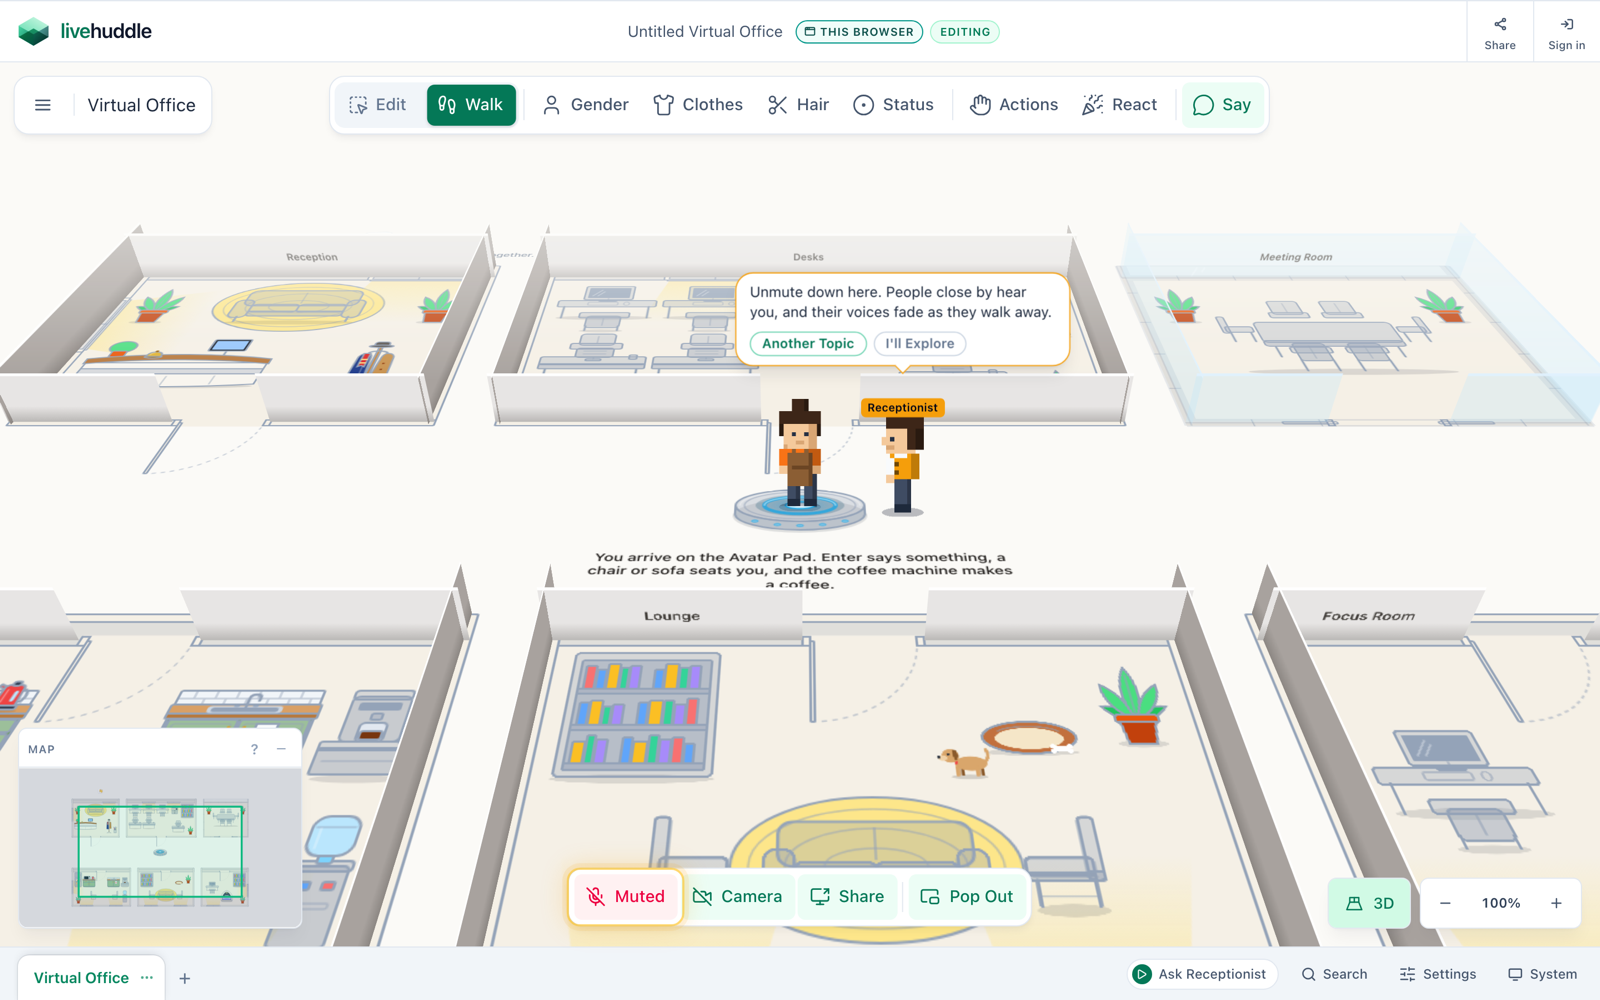 livehuddle
Untitled Virtual Office
THIS BROWSER
EDITING
Share
Sign in
Virtual Office
Edit
Walk
Gender
Clothes
Hair
Status
Actions
React
Say
Reception
gether.
Desks
Meeting Room
Unmute down here. People close by hear
you, and their voices fade as they walk away.
Another Topic
I'll Explore
Receptionist
You arrive on the Avatar Pad. Enter says something, a
chair or sofa seats you, and the coffee machine makes
a coffee.
Lounge
Focus Room
MAP
?
Muted
Camera
Share
Pop Out
3D
100%
Virtual Office
Ask Receptionist
Search
Settings
System